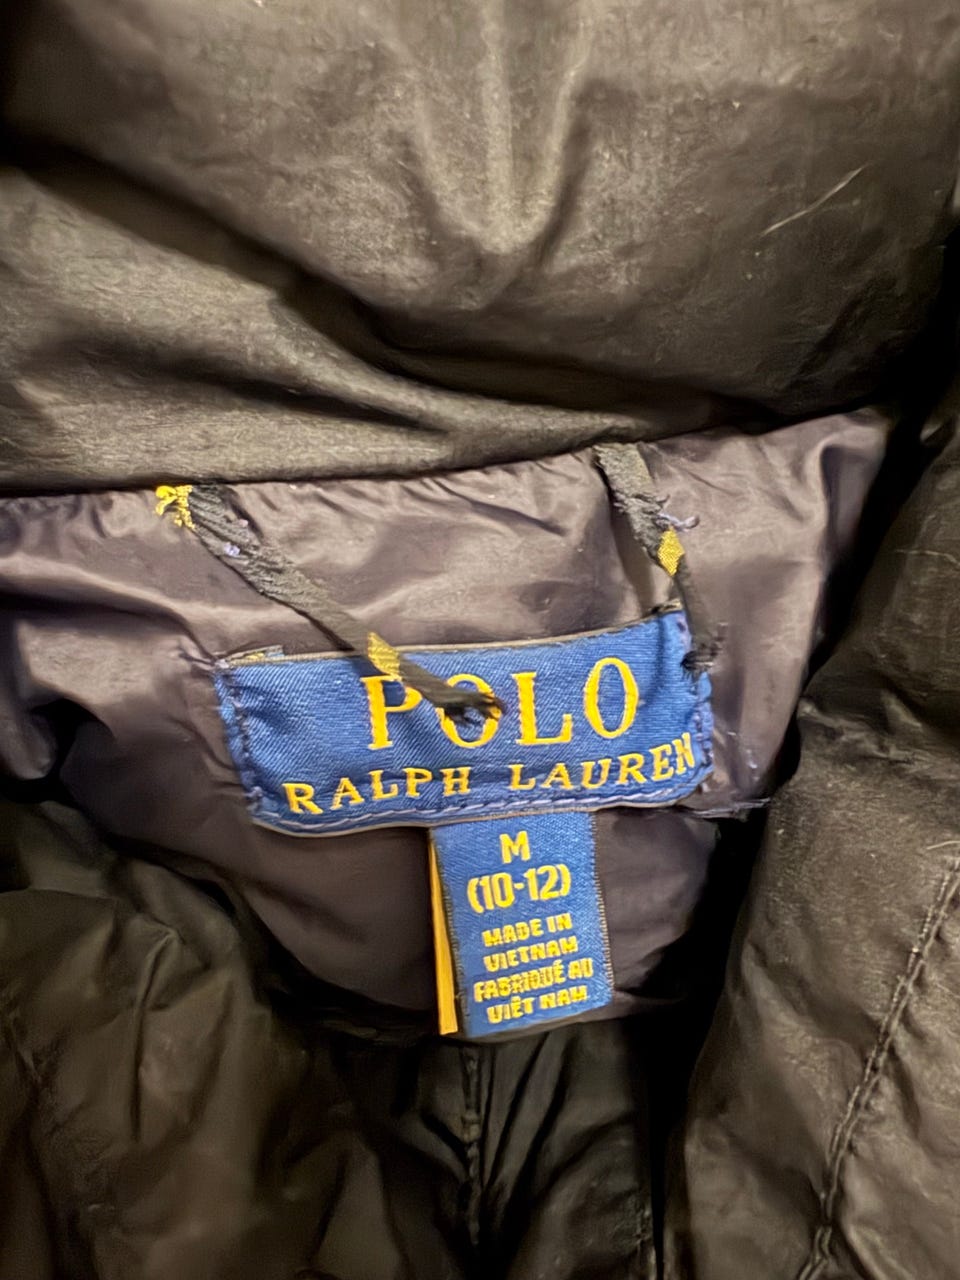 POLO
RALPH LAUREN
M
(10-12)
MADE IN
VIETNAM
FABRIQUÉ AU
VIÊT NAM